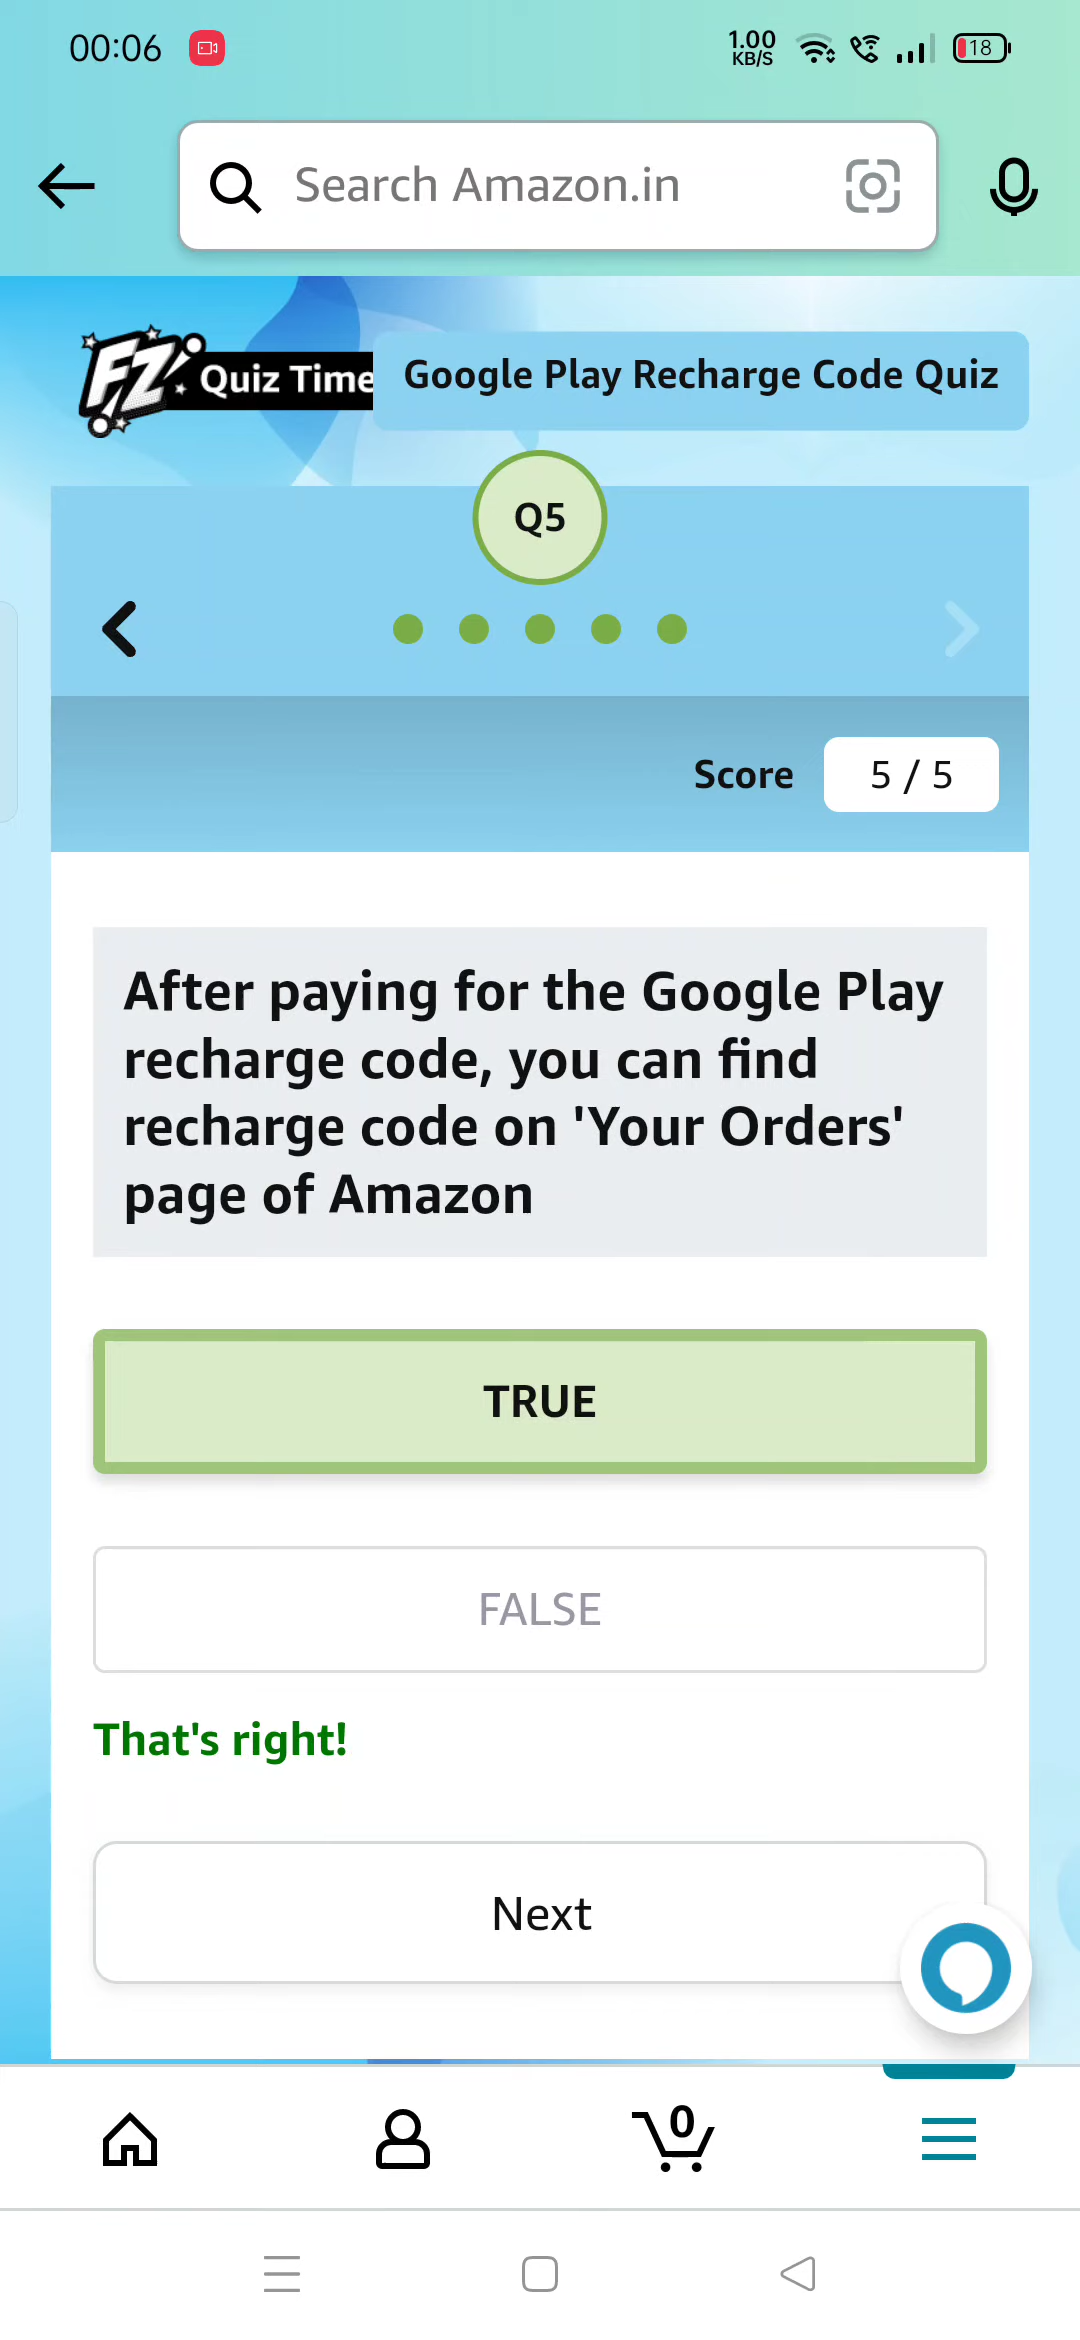 00:06
1.00
KB/S
18
Search Amazon.in
FZ Quiz Time
Google Play Recharge Code Quiz
Q5
Score 5 / 5
After paying for the Google Play
recharge code, you can find
recharge code on 'Your Orders'
page of Amazon
TRUE
FALSE
That's right!
Next
0